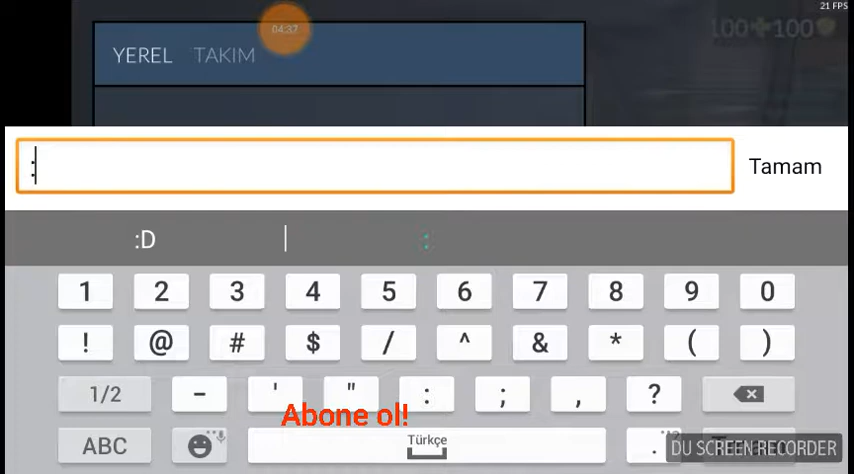 21 FPS
04:37
100 100
YEREL TAKIM
:
Tamam
:D :
1 2 3 4 5 6 7 8 9 0
! @ # $ / ^ & * ( )
1/2 - ' " : ; , ?
Abone ol!
ABC Türkçe .
DU SCREEN RECORDER